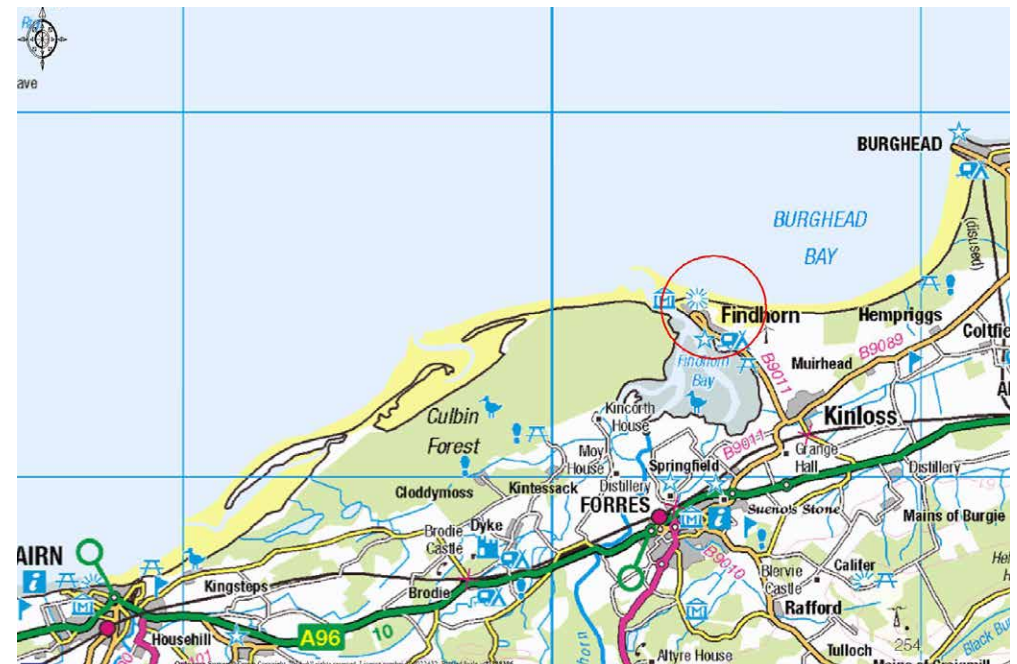 ave
BURGHEAD
BURGHEAD
BAY
(disused)
Findhorn
Hempriggs
Findhorn
Bay
B9011
Muirhead
B9089
Culbin
Forest
Kincorth
House
Kinloss
B9011
Moy
House
Springfield
Grange
Hall
Cloddymoss
Kintessack
Distillery
Distillery
FORRES
Sueno's Stone
Mains of Burgie
Brodie
Castle
Dyke
B9010
AIRN
Kingsteps
Brodie
Blervie
Castle
Califer
Rafford
Househill
A96
10
254
Altyre House
Tulloch